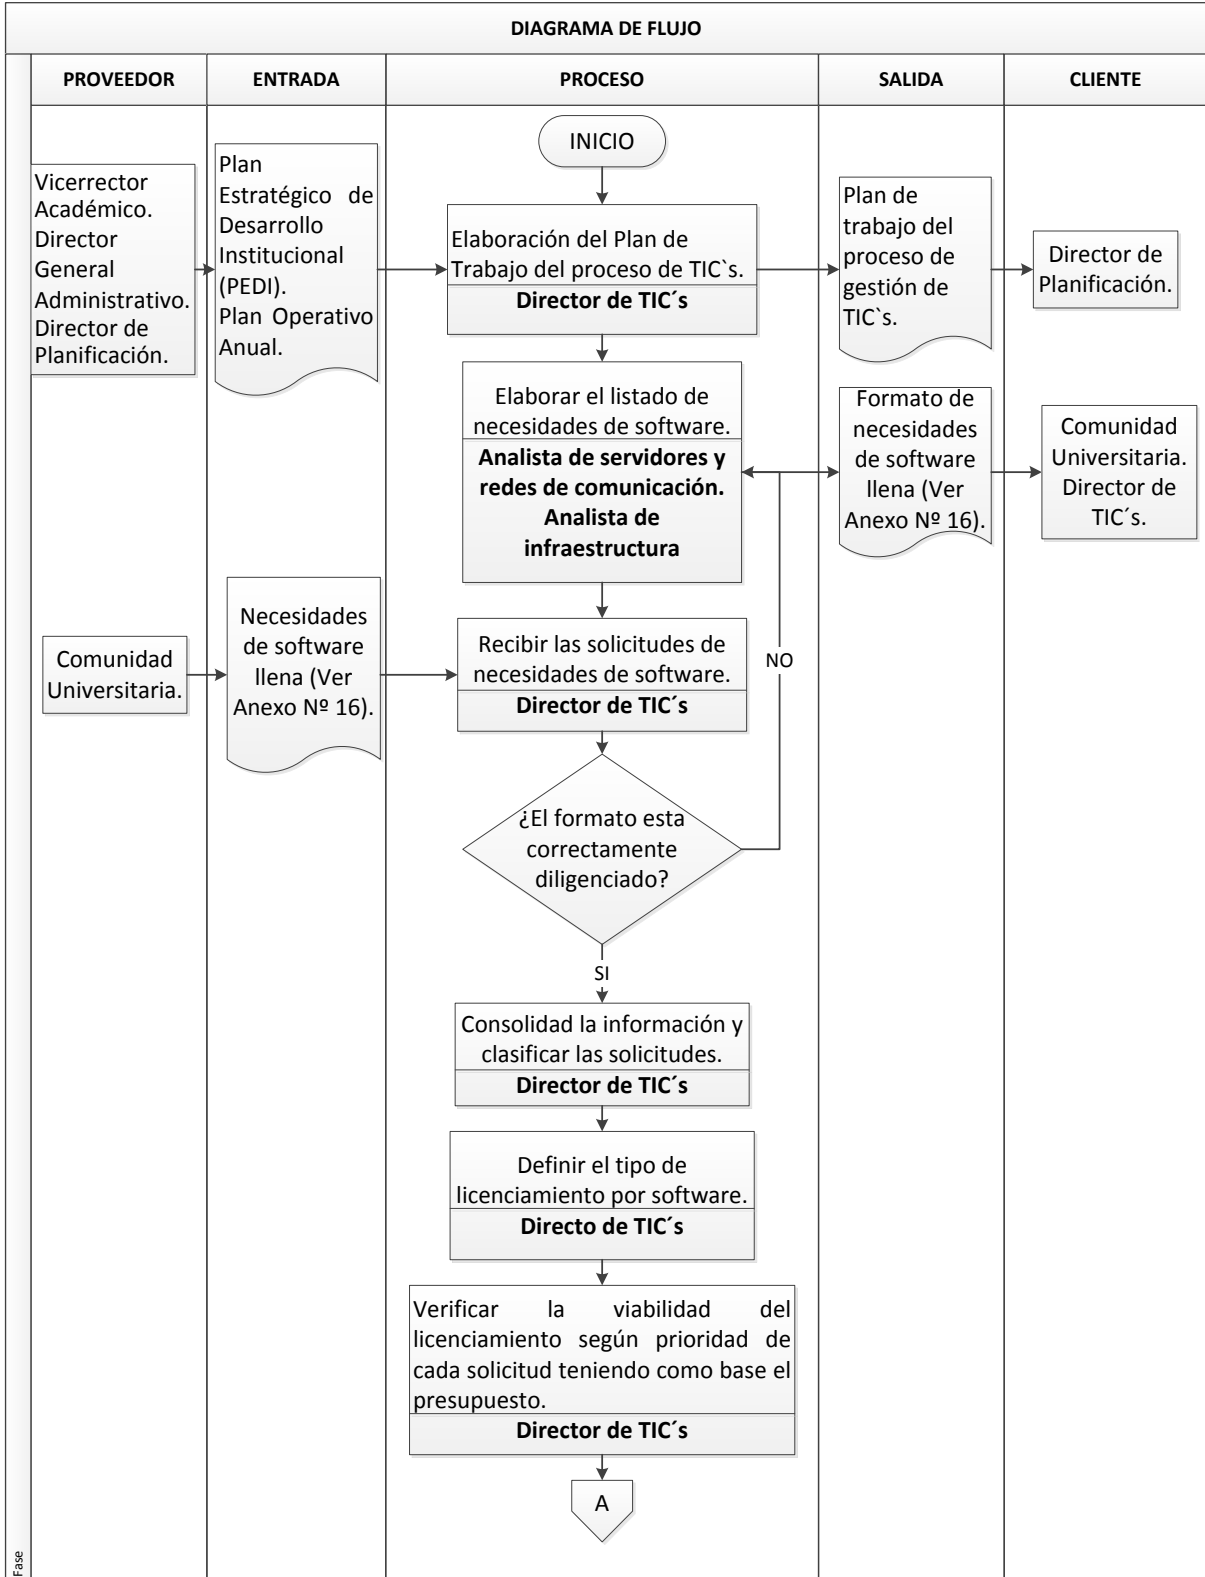 DIAGRAMA DE FLUJO
PROVEEDOR
ENTRADA
PROCESO
SALIDA
CLIENTE
INICIO
Vicerrector
Académico.
Director
General
Administrativo.
Director de
Planificación.
Plan
Estratégico de
Desarrollo
Institucional
(PEDI).
Plan Operativo
Anual.
Elaboración del Plan de
Trabajo del proceso de TIC`s.
Director de TIC´s
Plan de
trabajo del
proceso de
gestión de
TIC`s.
Director de
Planificación.
Elaborar el listado de
necesidades de software.
Analista de servidores y
redes de comunicación.
Analista de
infraestructura
Formato de
necesidades
de software
llena (Ver
Anexo Nº 16).
Comunidad
Universitaria.
Director de
TIC´s.
Comunidad
Universitaria.
Necesidades
de software
llena (Ver
Anexo Nº 16).
Recibir las solicitudes de
necesidades de software.
Director de TIC´s
NO
¿El formato esta
correctamente
diligenciado?
SI
Consolidad la información y
clasificar las solicitudes.
Director de TIC´s
Definir el tipo de
licenciamiento por software.
Directo de TIC´s
Verificar la viabilidad del
licenciamiento según prioridad de
cada solicitud teniendo como base el
presupuesto.
Director de TIC´s
A
Fase